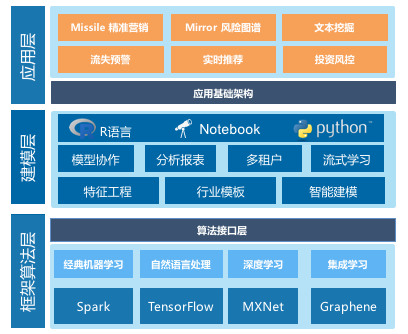 应用层
Missile 精准营销 Mirror 风险图谱 文本挖掘
流失预警 实时推荐 投资风控
应用基础架构
建模层
R语言 Notebook python™
模型协作 分析报表 多租户 流式学习
特征工程 行业模板 智能建模
框架算法层
算法接口层
经典机器学习 自然语言处理 深度学习 集成学习
Spark TensorFlow MXNet Graphene